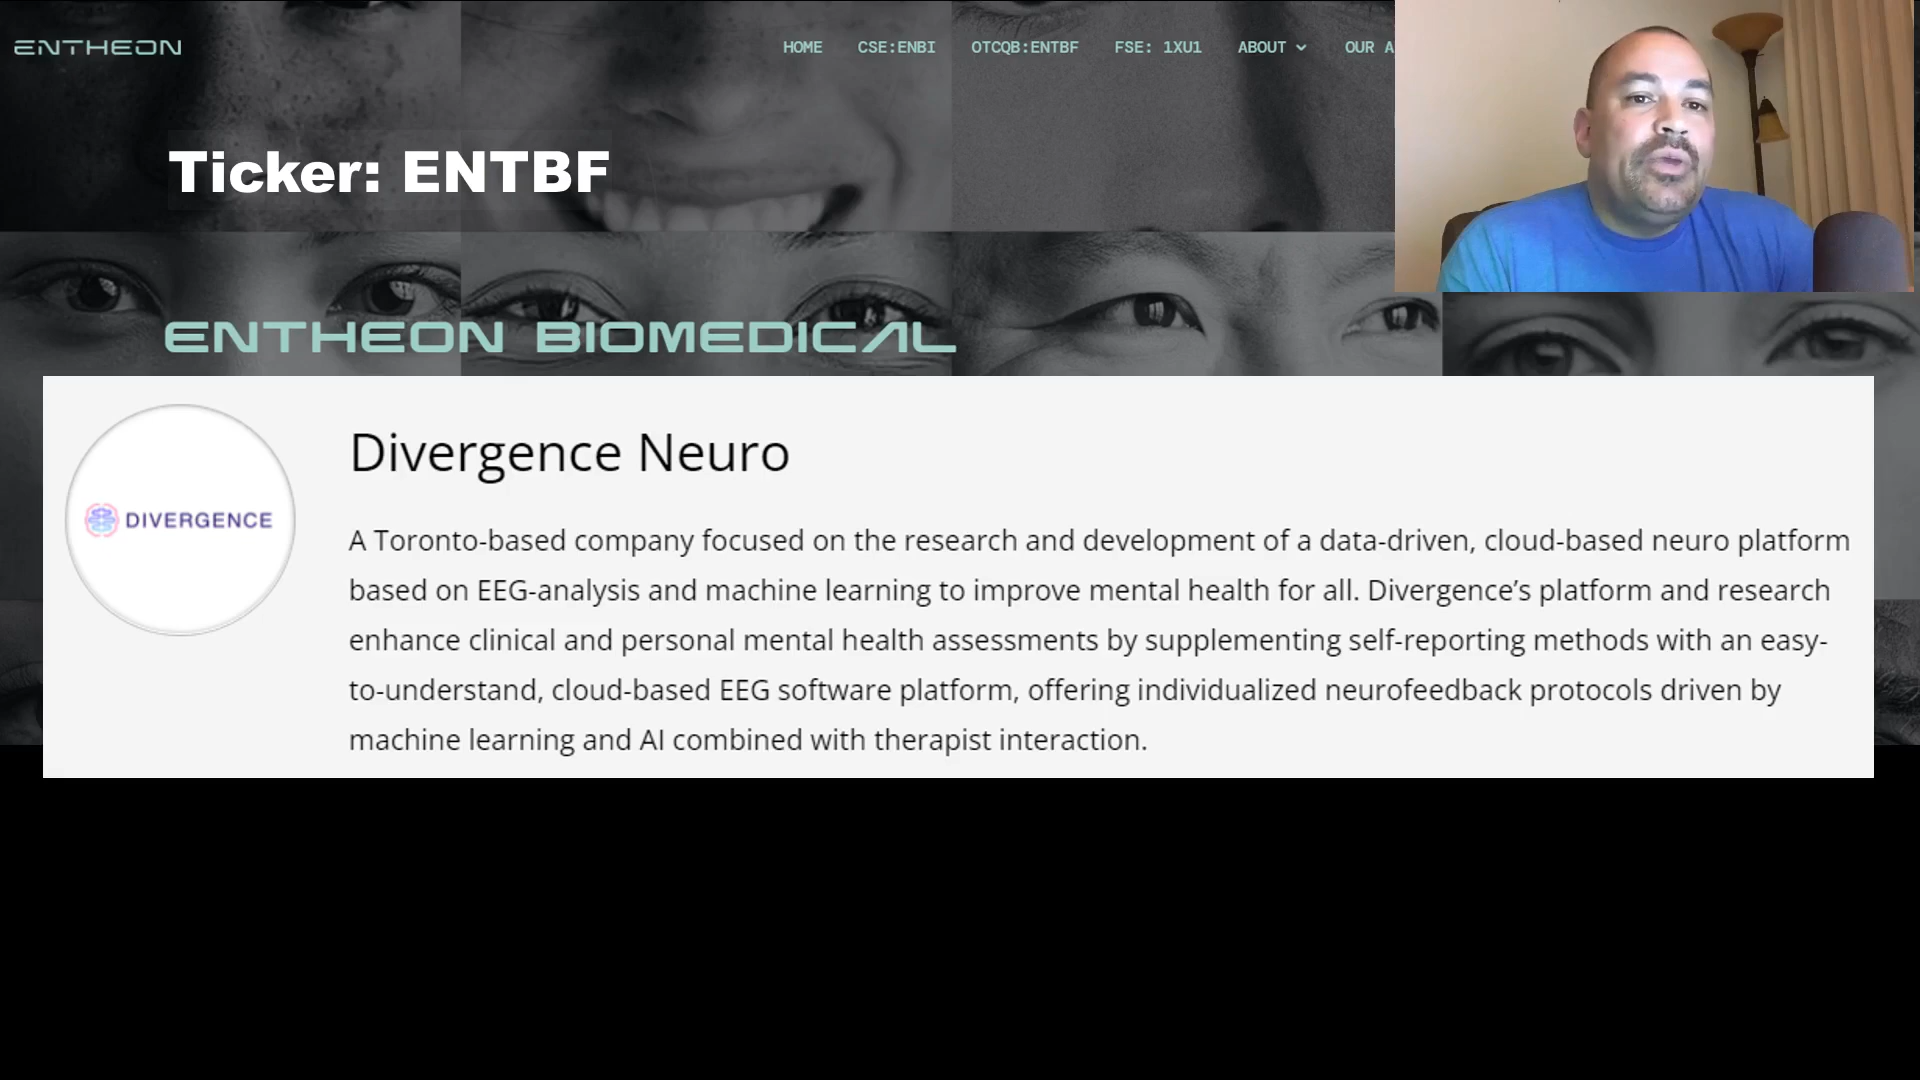 ENTHEON
HOME CSE:ENBI OTCQB:ENTBF FSE: 1XU1 ABOUT OUR A
Ticker: ENTBF
ENTHEON BIOMEDICAL
Divergence Neuro
DIVERGENCE
A Toronto-based company focused on the research and development of a data-driven, cloud-based neuro platform
based on EEG-analysis and machine learning to improve mental health for all. Divergence’s platform and research
enhance clinical and personal mental health assessments by supplementing self-reporting methods with an easy-
to-understand, cloud-based EEG software platform, offering individualized neurofeedback protocols driven by
machine learning and AI combined with therapist interaction.